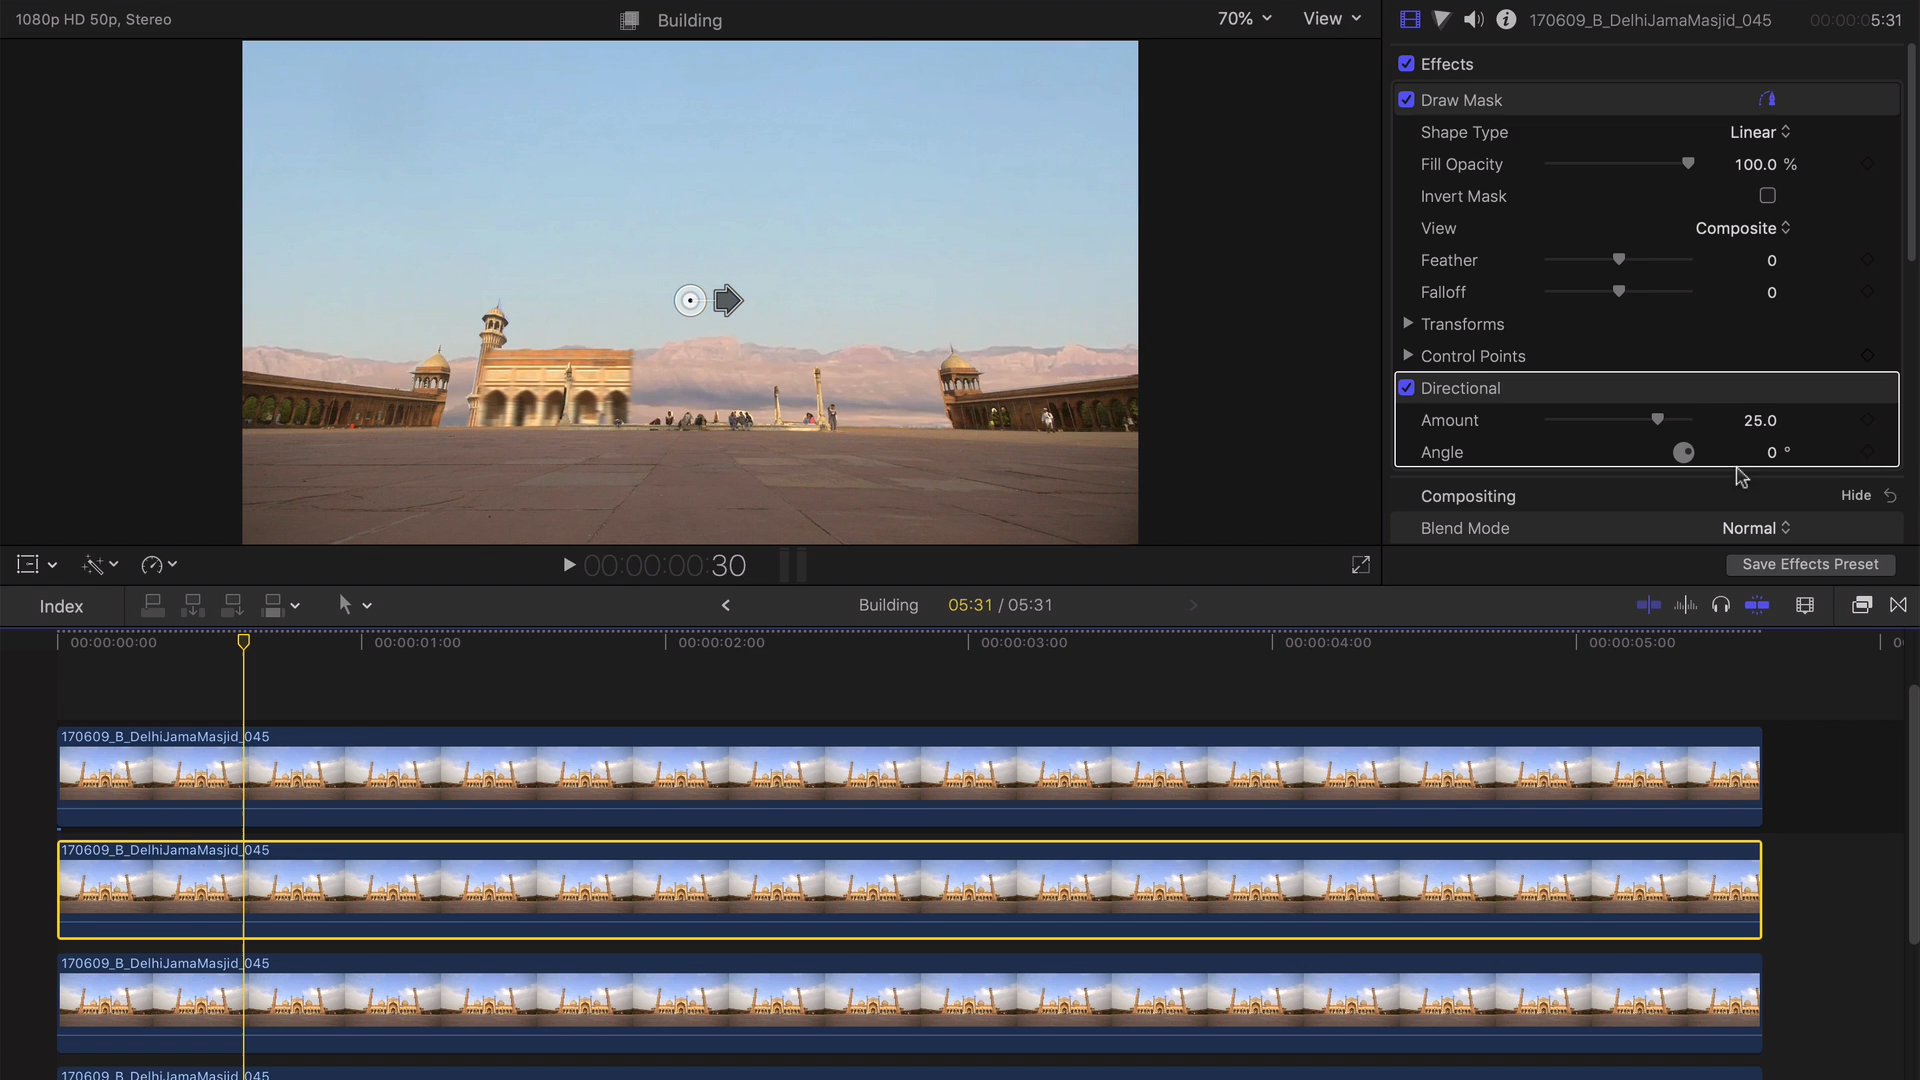 1080p HD 50p, Stereo
Building
70%
View
170609_B_DelhiJamaMasjid_045
00:00:05:31
Effects
Draw Mask
Shape Type
Linear
Fill Opacity
100.0 %
Invert Mask
View
Composite
Feather
0
Falloff
0
Transforms
Control Points
Directional
Amount
25.0
Angle
0 °
Compositing
Hide
Blend Mode
Normal
00:00:00:30
Save Effects Preset
Index
Building
05:31 / 05:31
00:00:00:00
00:00:01:00
00:00:02:00
00:00:03:00
00:00:04:00
00:00:05:00
170609_B_DelhiJamaMasjid_045
170609_B_DelhiJamaMasjid_045
170609_B_DelhiJamaMasjid_045
170609_B_DelhiJamaMasjid_045